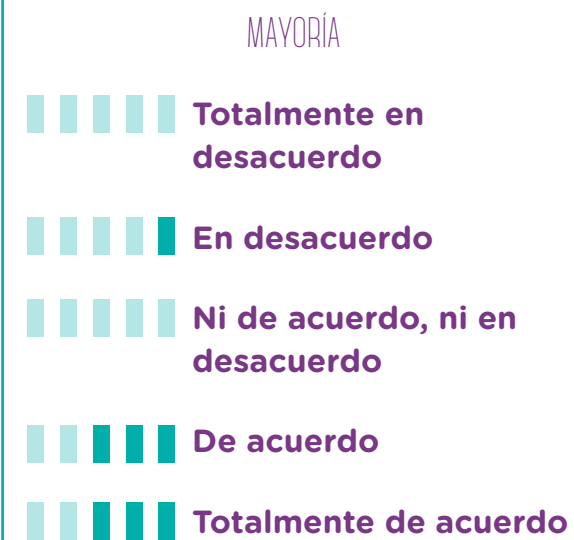 MAYORÍA
Totalmente en
desacuerdo
En desacuerdo
Ni de acuerdo, ni en
desacuerdo
De acuerdo
Totalmente de acuerdo